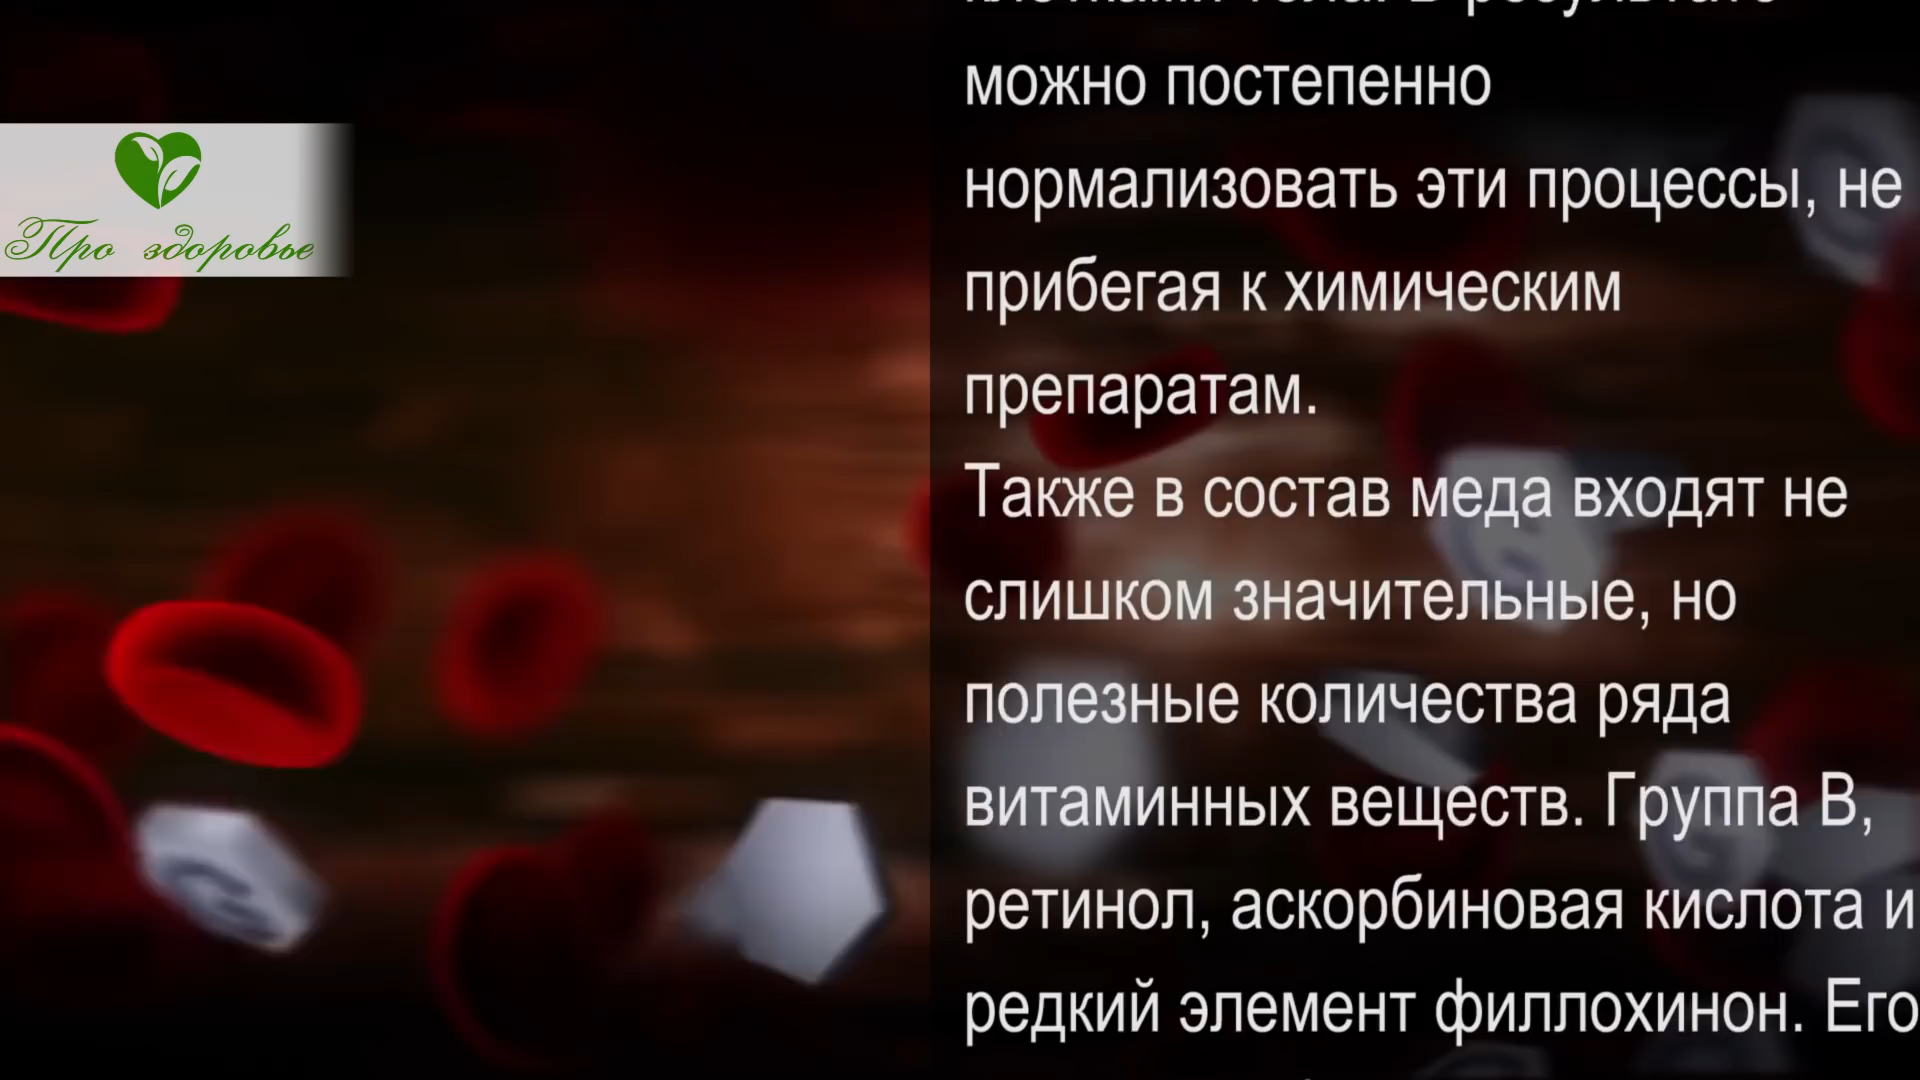 Про здоровье
можно постепенно
нормализовать эти процессы, не
прибегая к химическим
препаратам.
Также в состав меда входят не
слишком значительные, но
полезные количества ряда
витаминных веществ. Группа В,
ретинол, аскорбиновая кислота и
редкий элемент филлохинон. Его